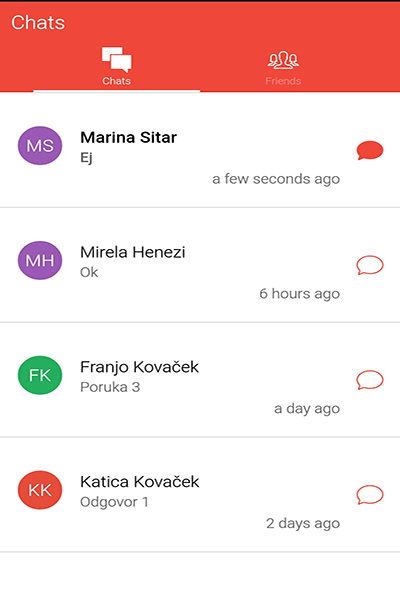 Chats
Chats
Friends
MS
Marina Sitar
Ej
a few seconds ago
MH
Mirela Henezi
Ok
6 hours ago
FK
Franjo Kovaček
Poruka 3
a day ago
KK
Katica Kovaček
Odgovor 1
2 days ago